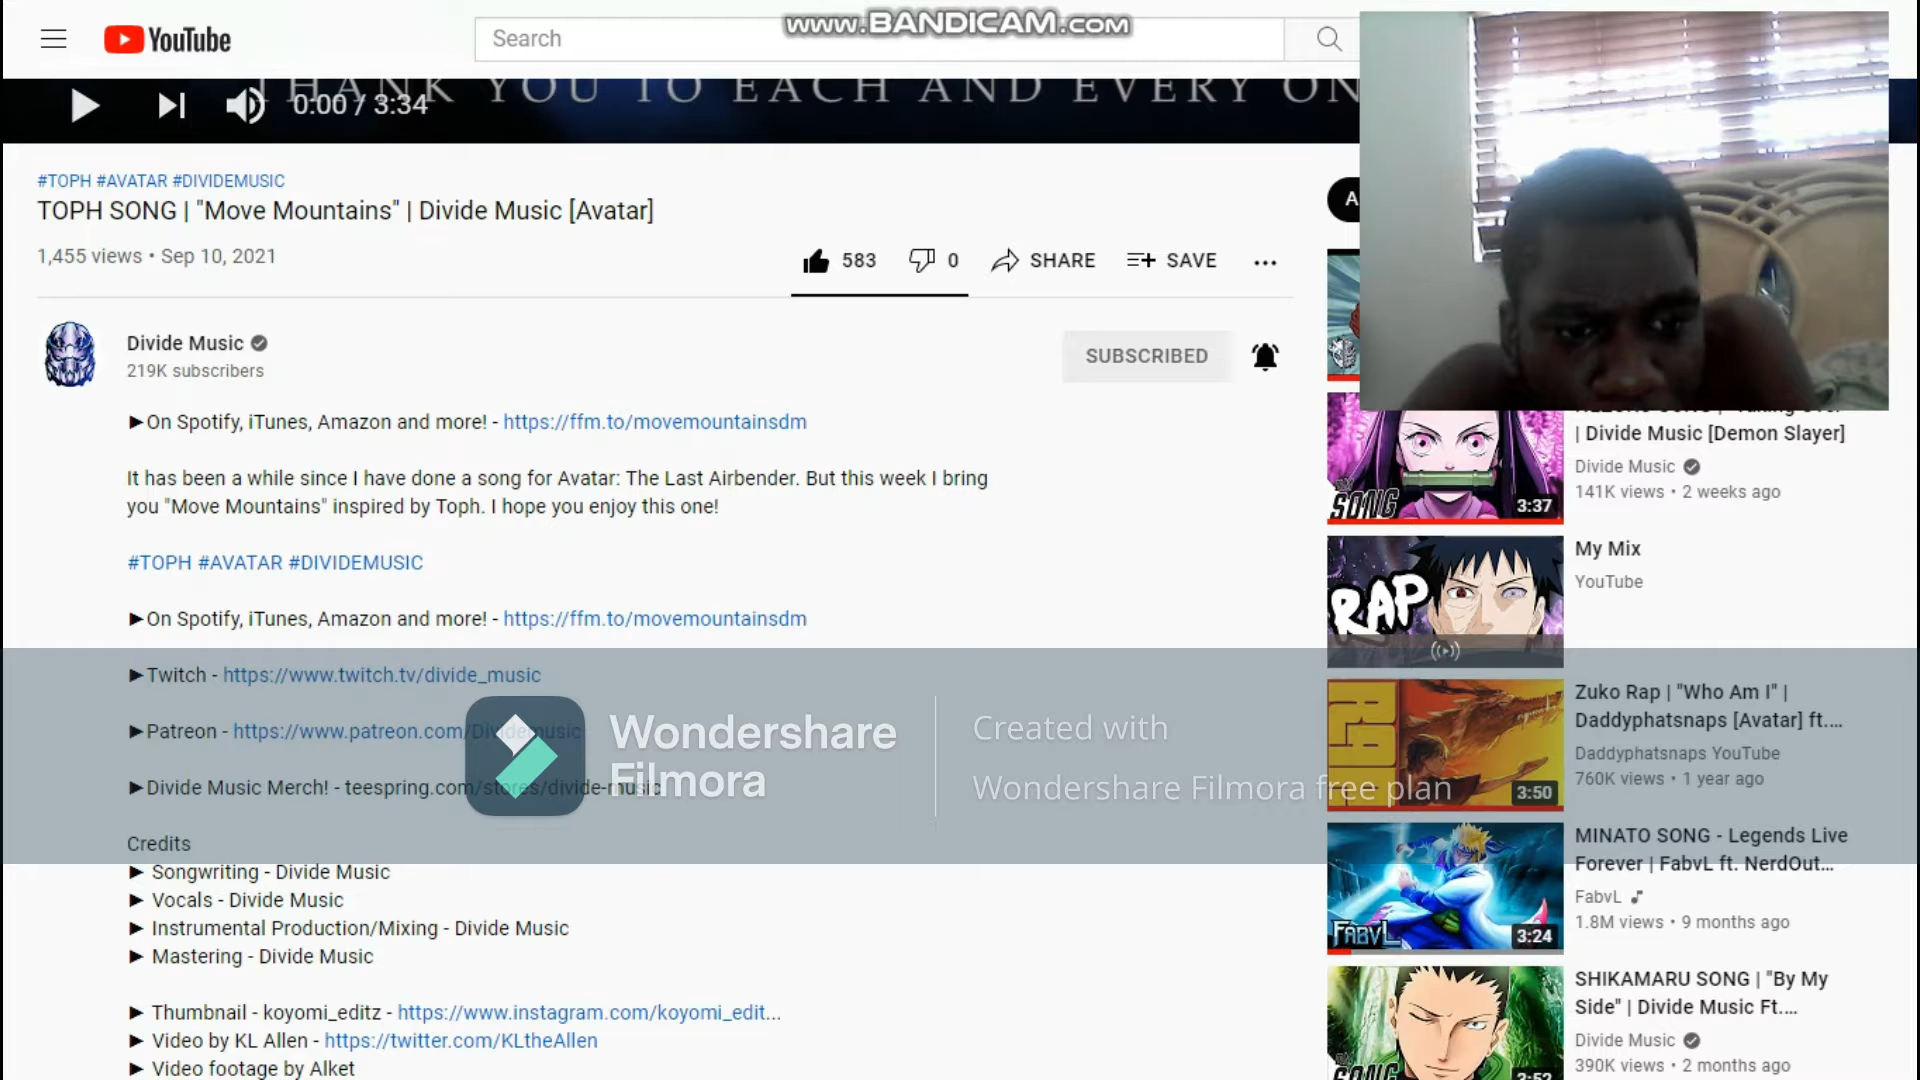 www.BANDICAM.com
YouTube
Search
THANK YOU TO EACH AND EVERY ON
0:00 / 3:34
#TOPH #AVATAR #DIVIDEMUSIC
TOPH SONG | "Move Mountains" | Divide Music [Avatar]
1,455 views • Sep 10, 2021
583
0
SHARE
SAVE
A
Divide Music
219K subscribers
SUBSCRIBED
►On Spotify, iTunes, Amazon and more! - https://ffm.to/movemountainsdm
It has been a while since I have done a song for Avatar: The Last Airbender. But this week I bring
you "Move Mountains" inspired by Toph. I hope you enjoy this one!
#TOPH #AVATAR #DIVIDEMUSIC
►On Spotify, iTunes, Amazon and more! - https://ffm.to/movemountainsdm
►Twitch - https://www.twitch.tv/divide_music
►Patreon - https://www.patreon.com/Dividemusic
►Divide Music Merch! - teespring.com/stores/divide-music
Wondershare
Filmora
Created with
Wondershare Filmora free plan
Credits
► Songwriting - Divide Music
► Vocals - Divide Music
► Instrumental Production/Mixing - Divide Music
► Mastering - Divide Music
► Thumbnail - koyomi_editz - https://www.instagram.com/koyomi_edit...
► Video by KL Allen - https://twitter.com/KLtheAllen
► Video footage by Alket
| Divide Music [Demon Slayer]
Divide Music
141K views • 2 weeks ago
SONG
3:37
My Mix
YouTube
RAP
Zuko Rap | "Who Am I" |
Daddyphatsnaps [Avatar] ft....
Daddyphatsnaps YouTube
760K views • 1 year ago
3:50
MINATO SONG - Legends Live
Forever | FabvL ft. NerdOut...
FabvL
1.8M views • 9 months ago
FABVL
3:24
SHIKAMARU SONG | "By My
Side" | Divide Music Ft....
Divide Music
390K views • 2 months ago
SONG
3:52